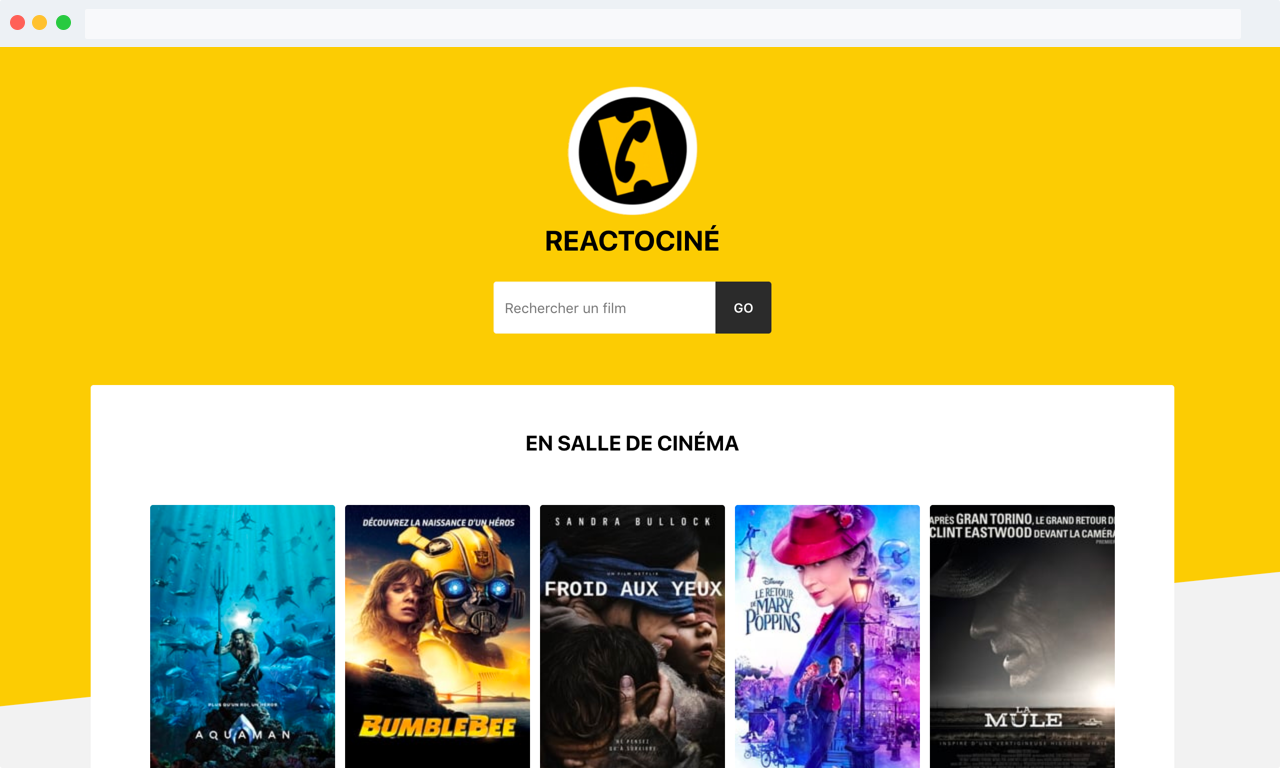 REACTOCINÉ
Rechercher un film
GO
EN SALLE DE CINÉMA
PLUS QU'UN ROI, UN HÉROS
AQUAMAN
DÉCOUVREZ LA NAISSANCE D'UN HÉROS
BUMBLEBEE
SANDRA BULLOCK
UN FILM NETFLIX
FROID AUX YEUX
NE PENSEZ
QU'À SURVIVRE
Disney
LE RETOUR
DE MARY
POPPINS
APRÈS GRAN TORINO, LE GRAND RETOUR DE
CLINT EASTWOOD DEVANT LA CAMÉRA
LA
MULE
INSPIRÉ D'UNE VERTIGINEUSE HISTOIRE VRAIE